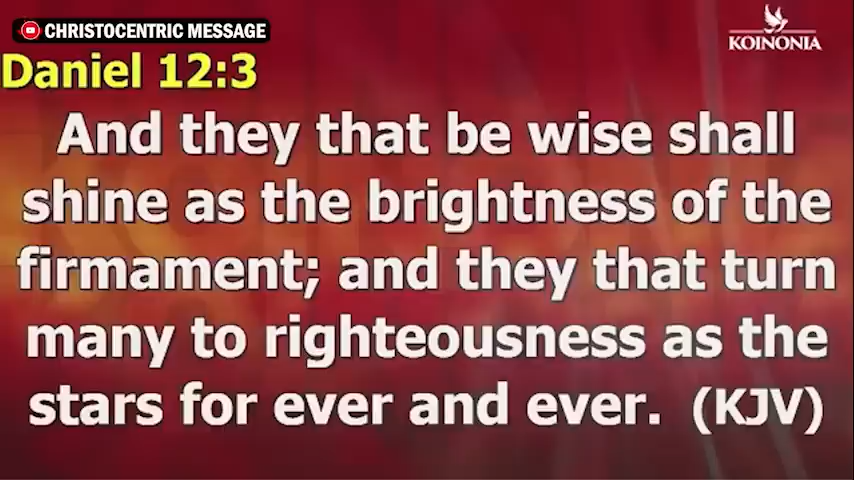 CHRISTOCENTRIC MESSAGE
KOINONIA
Daniel 12:3
And they that be wise shall
shine as the brightness of the
firmament; and they that turn
many to righteousness as the
stars for ever and ever. (KJV)